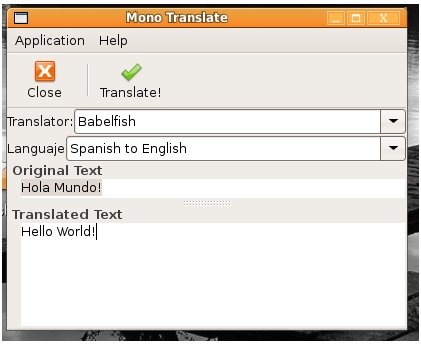 Mono Translate
Application Help
Close Translate!
Translator: Babelfish
Languaje Spanish to English
Original Text
Hola Mundo!
Translated Text
Hello World!